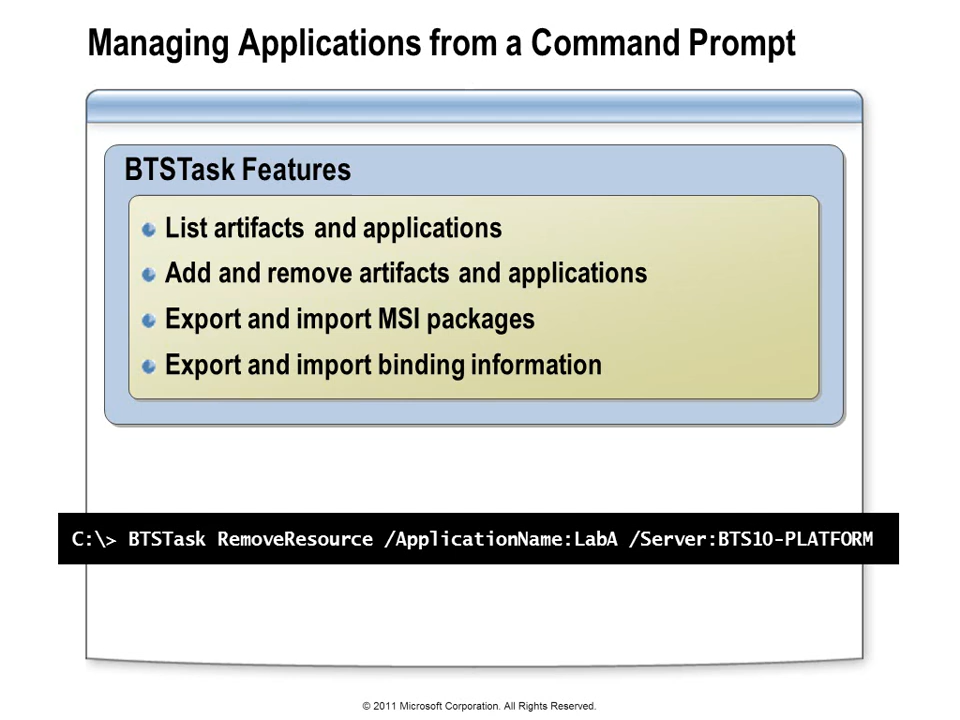 Managing Applications from a Command Prompt
BTSTask Features
List artifacts and applications
Add and remove artifacts and applications
Export and import MSI packages
Export and import binding information
C:\> BTSTask RemoveResource /ApplicationName:LabA /Server:BTS10-PLATFORM
© 2011 Microsoft Corporation. All Rights Reserved.